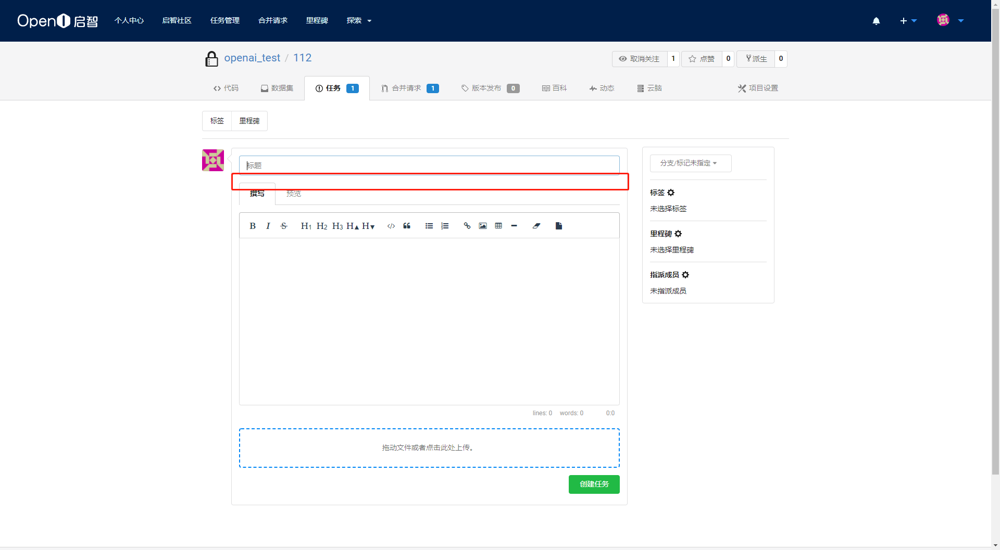 OpenI 启智 个人中心 启智社区 任务管理 合并请求 里程碑 探索
openai_test / 112 取消关注 1 点赞 0 派生 0
代码 数据集 任务 1 合并请求 1 版本发布 0 百科 动态 云脑 项目设置
标签 里程碑
标题
撰写 预览
B I S H1 H2 H3 H▲ H▼
lines: 0 words: 0 0:0
拖动文件或者点击此处上传。
创建任务
分支/标记未指定
标签
未选择标签
里程碑
未选择里程碑
指派成员
未指派成员